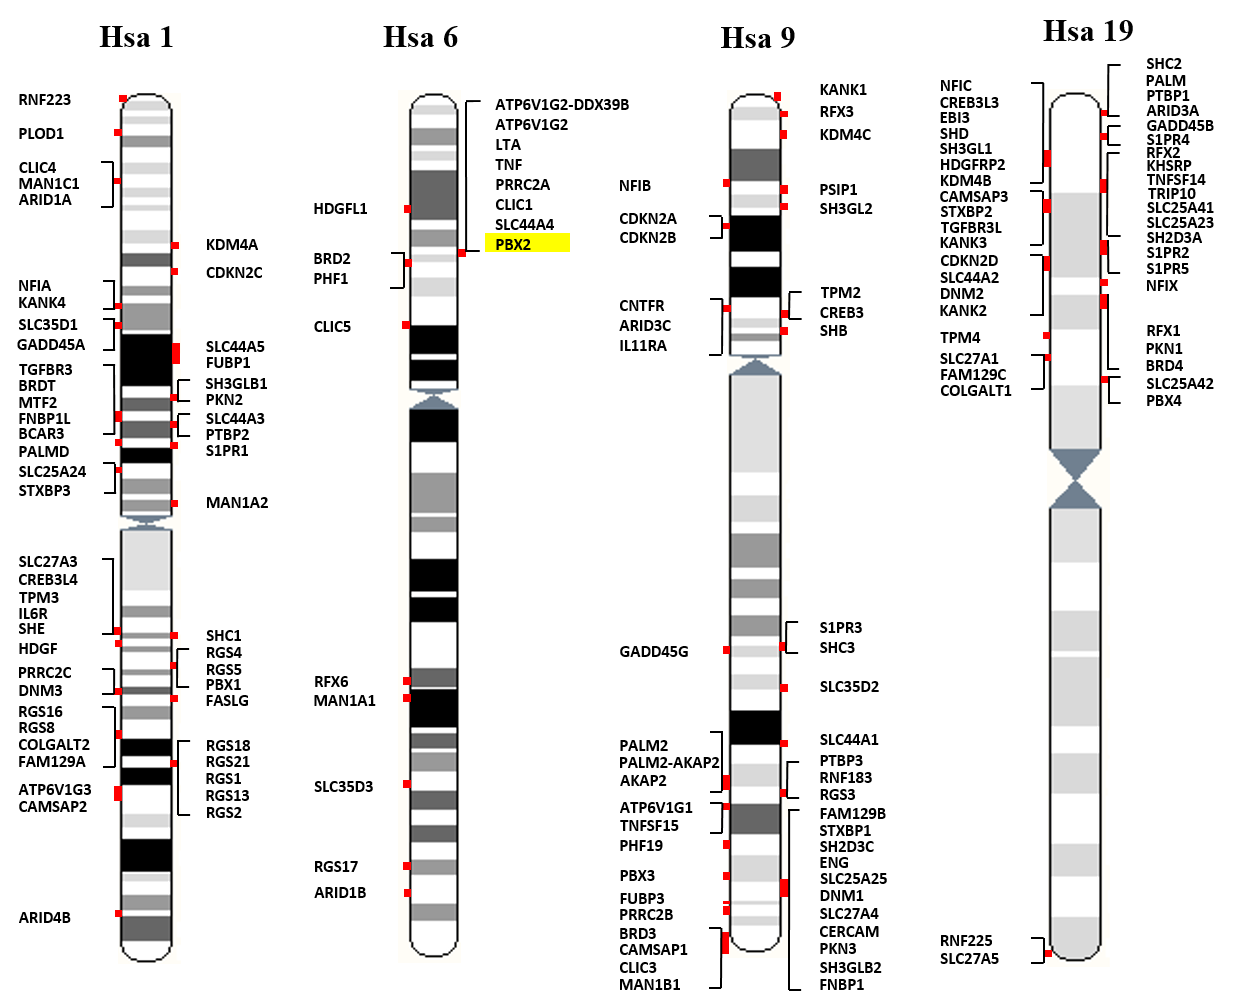 Hsa 1
RNF223
PLOD1
CLIC4
MAN1C1
ARID1A
KDM4A
CDKN2C
NFIA
KANK4
SLC35D1
GADD45A
SLC44A5
FUBP1
TGFBR3
BRDT
MTF2
FNBP1L
BCAR3
SH3GLB1
PKN2
SLC44A3
PTBP2
S1PR1
PALMD
SLC25A24
STXBP3
MAN1A2
SLC27A3
CREB3L4
TPM3
IL6R
SHE
HDGF
SHC1
RGS4
RGS5
PBX1
FASLG
PRRC2C
DNM3
RGS16
RGS8
COLGALT2
FAM129A
RGS18
RGS21
RGS1
RGS13
RGS2
ATP6V1G3
CAMSAP2
ARID4B
Hsa 6
ATP6V1G2-DDX39B
ATP6V1G2
LTA
TNF
PRRC2A
CLIC1
SLC44A4
PBX2
HDGFL1
BRD2
PHF1
CLIC5
RFX6
MAN1A1
SLC35D3
RGS17
ARID1B
Hsa 9
KANK1
RFX3
KDM4C
NFIB
PSIP1
SH3GL2
CDKN2A
CDKN2B
CNTFR
ARID3C
IL11RA
TPM2
CREB3
SHB
S1PR3
SHC3
GADD45G
SLC35D2
SLC44A1
PALM2
PALM2-AKAP2
AKAP2
PTBP3
RNF183
RGS3
ATP6V1G1
TNFSF15
PHF19
PBX3
FUBP3
PRRC2B
BRD3
CAMSAP1
CLIC3
MAN1B1
FAM129B
STXBP1
SH2D3C
ENG
SLC25A25
DNM1
SLC27A4
CERCAM
PKN3
SH3GLB2
FNBP1
Hsa 19
NFIC
CREB3L3
EBI3
SHD
SH3GL1
HDGFRP2
KDM4B
CAMSAP3
STXBP2
TGFBR3L
KANK3
CDKN2D
SLC44A2
DNM2
KANK2
TPM4
SLC27A1
FAM129C
COLGALT1
SHC2
PALM
PTBP1
ARID3A
GADD45B
S1PR4
RFX2
KHSRP
TNFSF14
TRIP10
SLC25A41
SLC25A23
SH2D3A
S1PR2
S1PR5
NFIX
RFX1
PKN1
BRD4
SLC25A42
PBX4
RNF225
SLC27A5